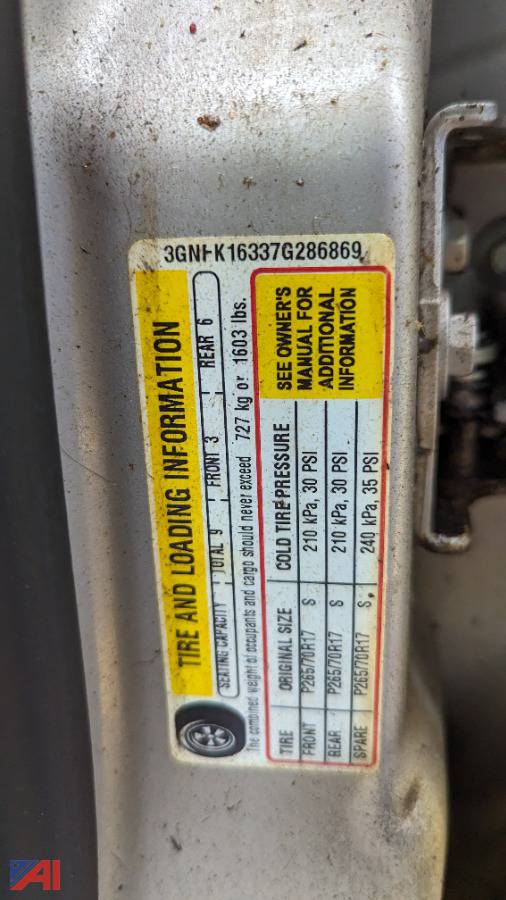 3GNFK16337G286869
TIRE AND LOADING INFORMATION
SEATING CAPACITY TOTAL 9 FRONT 3 REAR 6
The combined weight of occupants and cargo should never exceed 727 kg or 1603 lbs.
TIRE ORIGINAL SIZE COLD TIRE PRESSURE
FRONT P265/70R17 S 210 kPa, 30 PSI
REAR P265/70R17 S 210 kPa, 30 PSI
SPARE P265/70R17 S 240 kPa, 35 PSI
SEE OWNER'S
MANUAL FOR
ADDITIONAL
INFORMATION
AI